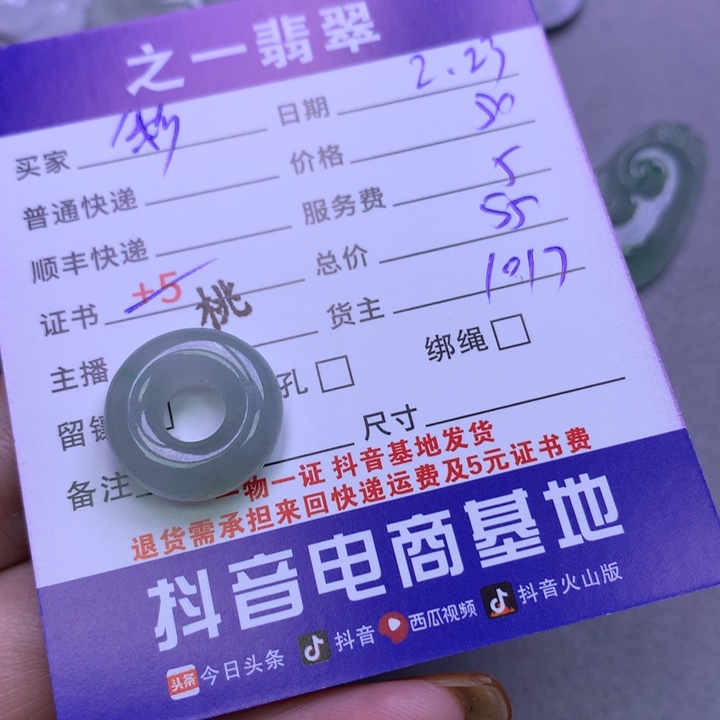 之一翡翠
买家 日期 2.23
普通快递 价格 50
顺丰快递 服务费 5
证书 +5 总价 55
主播 桃 货主 1017
孔□ 绑绳□
留镶 尺寸
备注
物一证 抖音基地发货
退货需承担来回快递运费及5元证书费
抖音电商基地
头条 今日头条 抖音 西瓜视频 抖音火山版